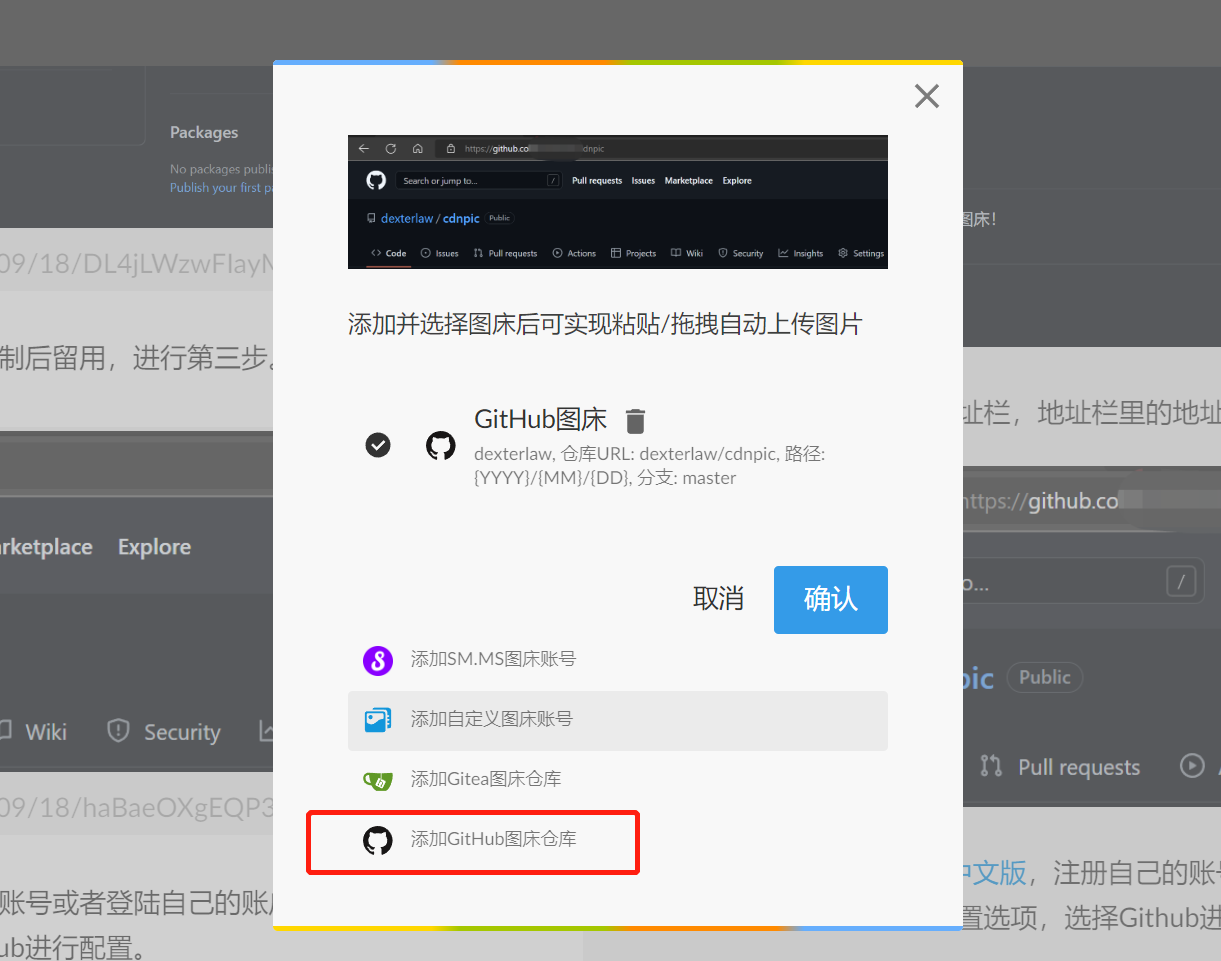 Packages
No packages publis
Publish your first pa
09/18/DL4jLWzwFIayM
制后留用，进行第三步。
rketplace Explore
Wiki Security
09/18/haBaeOXgEQP3
账号或者登陆自己的账
ub进行配置。
https://github.co dnpic
Search or jump to... /
Pull requests Issues Marketplace Explore
dexterlaw / cdnpic Public
Code Issues Pull requests Actions Projects Wiki Security Insights Settings
添加并选择图床后可实现粘贴/拖拽自动上传图片
GitHub图床
dexterlaw, 仓库URL: dexterlaw/cdnpic, 路径:
{YYYY}/{MM}/{DD}, 分支: master
取消 确认
添加SM.MS图床账号
添加自定义图床账号
添加Gitea图床仓库
添加GitHub图床仓库
图床！
址栏，地址栏里的地址
https://github.co
o... /
pic Public
Pull requests
中文版，注册自己的账号
置选项，选择Github进